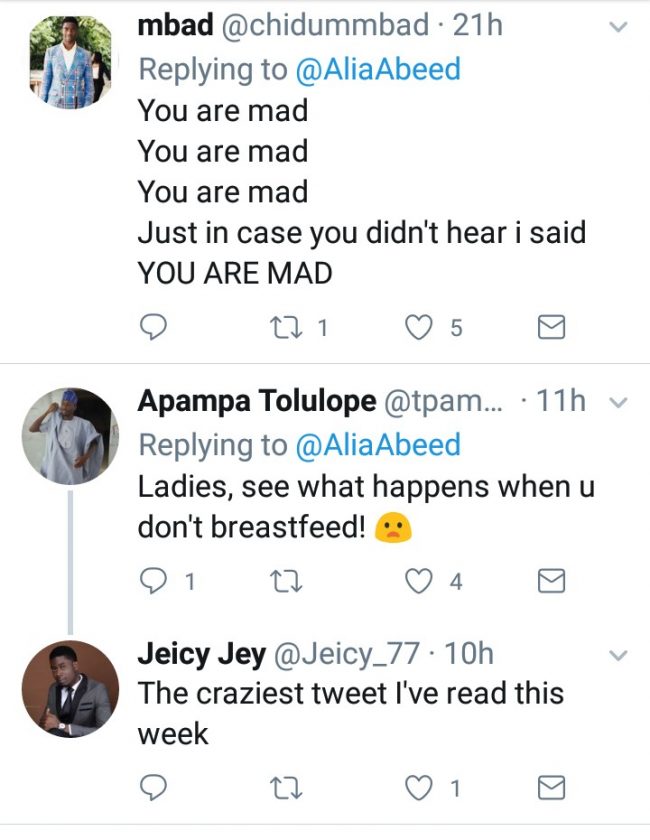 mbad @chidummbad · 21h
Replying to @AliaAbeed
You are mad
You are mad
You are mad
Just in case you didn't hear i said
YOU ARE MAD
1 5
Apampa Tolulope @tpam... · 11h
Replying to @AliaAbeed
Ladies, see what happens when u
don't breastfeed! 😦
1 4
Jeicy Jey @Jeicy_77 · 10h
The craziest tweet I've read this
week
1